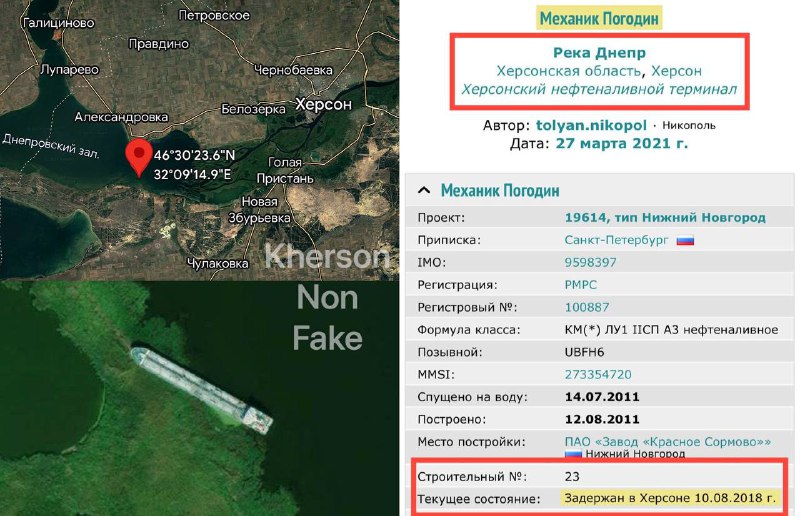 Галициново
Петровское
Правдино
Лупарево
Чернобаевка
Александровка
Белозёрка
Херсон
Днепровский зал.
46°30'23.6"N
32°09'14.9"E
Голая
Пристань
Новая
Збурьевка
Чулаковка
Kherson
Non
Fake
Механик Погодин
Река Днепр
Херсонская область, Херсон
Херсонский нефтеналивной терминал
Автор: tolyan.nikopol · Никополь
Дата: 27 марта 2021 г.
Механик Погодин
Проект: 19614, тип Нижний Новгород
Приписка: Санкт-Петербург
IMO: 9598397
Регистрация: РМРС
Регистровый №: 100887
Формула класса: КМ(*) ЛУ1 IIСП А3 нефтеналивное
Позывной: UBFH6
MMSI: 273354720
Спущено на воду: 14.07.2011
Построено: 12.08.2011
Место постройки: ПАО «Завод «Красное Сормово»»
Нижний Новгород
Строительный №: 23
Текущее состояние: Задержан в Херсоне 10.08.2018 г.